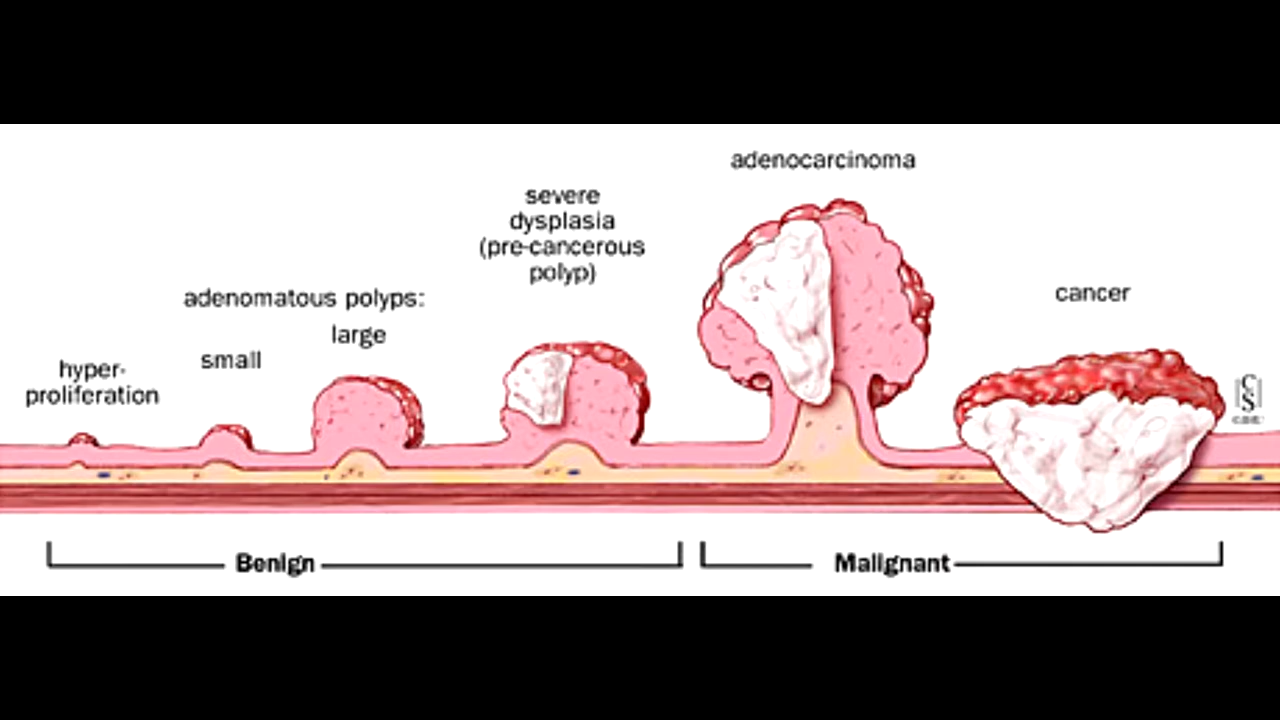 adenocarcinoma
severe
dysplasia
(pre-cancerous
polyp)
cancer
adenomatous polyps:
large
small
hyper-
proliferation
Benign
Malignant